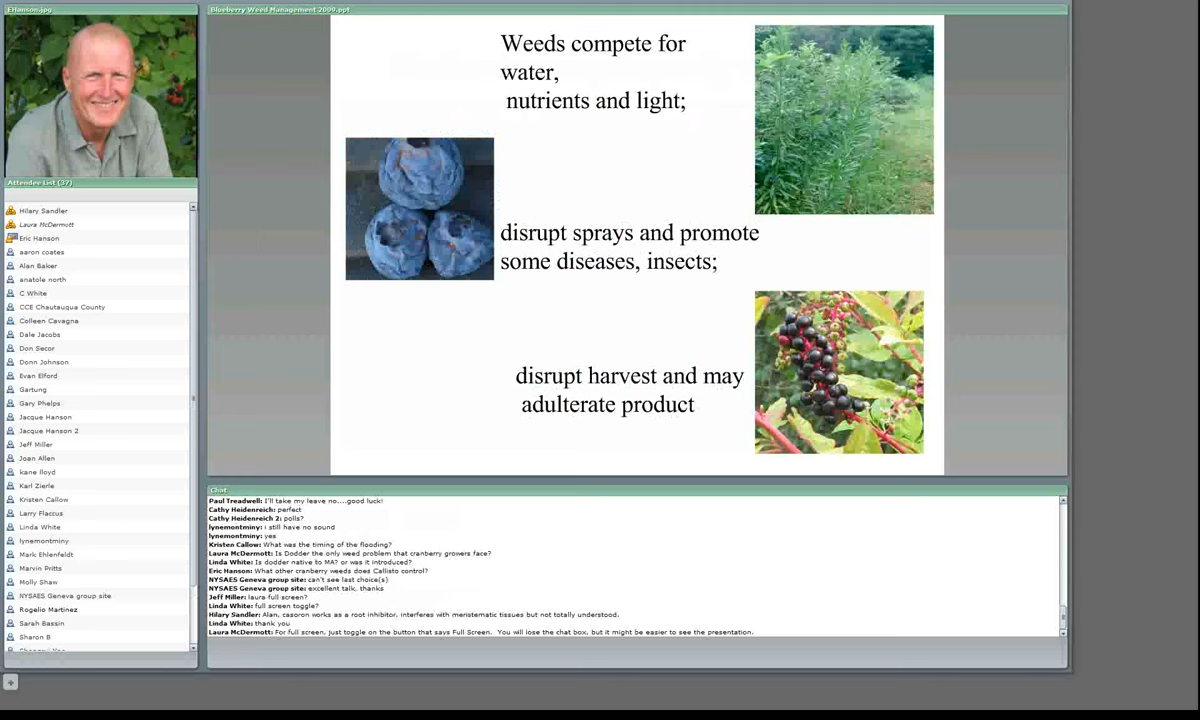 EHanson.jpg
Attendee List (37)
Hilary Sandler
Laura McDermott
Eric Hanson
aaron coates
Alan Baker
anatole north
C White
CCE Chautauqua County
Colleen Cavagna
Dale Jacobs
Don Secor
Donn Johnson
Evan Elford
Gartung
Gary Phelps
Jacque Hanson
Jacque Hanson 2
Jeff Miller
Joan Allen
kane lloyd
Karl Zierle
Kristen Callow
Larry Flaccus
Linda White
lynemontminy
Mark Ehlenfeldt
Marvin Pritts
Molly Shaw
NYSAES Geneva group site
Rogelio Martinez
Sarah Bassin
Sharon B
Blueberry Weed Management 2009.ppt
Weeds compete for
water,
nutrients and light;
disrupt sprays and promote
some diseases, insects;
disrupt harvest and may
adulterate product
Chat
Paul Treadwell: I'll take my leave no....good luck!
Cathy Heidenreich: perfect
Cathy Heidenreich 2: polls?
lynemontminy: i still have no sound
lynemontminy: yes
Kristen Callow: What was the timing of the flooding?
Laura McDermott: Is Dodder the only weed problem that cranberry growers face?
Linda White: Is dodder native to MA? or was it introduced?
Eric Hanson: What other cranberry weeds does Callisto control?
NYSAES Geneva group site: can't see last choice(s)
NYSAES Geneva group site: excellent talk, thanks
Jeff Miller: laura full screen?
Linda White: full screen toggle?
Hilary Sandler: Alan, casoron works as a root inhibitor, interferes with meristematic tissues but not totally understood.
Linda White: thank you
Laura McDermott: For full screen, just toggle on the button that says Full Screen. You will lose the chat box, but it might be easier to see the presentation.